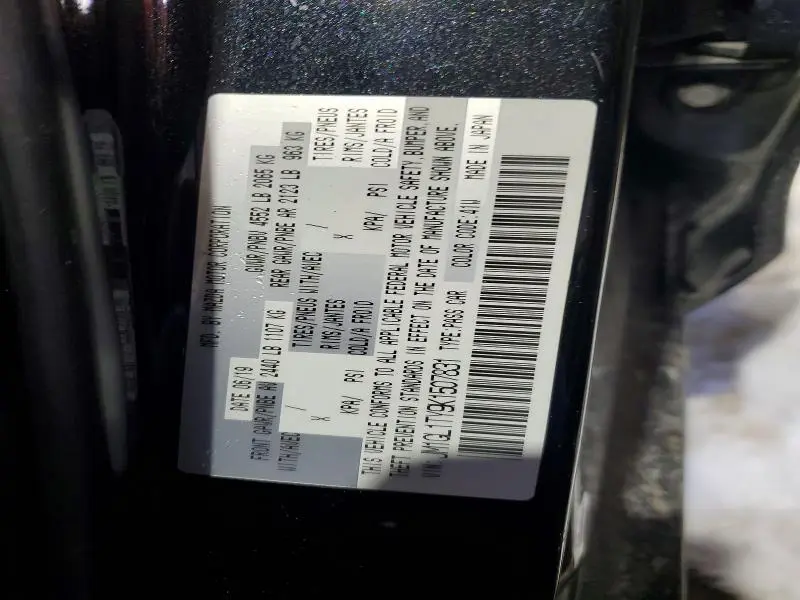 MFD. BY MAZDA MOTOR CORPORATION
DATE 06/19 GVWR/PNBV 4552 LB 2065 KG
FRONT GAWR/PNBE AV 2440 LB 1107 KG REAR GAWR/PNBE AR 2123 LB 963 KG
WITH/AVEC / TIRES/PNEUS WITH/AVEC / TIRES/PNEUS
X RIMS/JANTES X RIMS/JANTES
KPA/ PSI COLD/A FROID KPA/ PSI COLD/A FROID
THIS VEHICLE CONFORMS TO ALL APPLICABLE FEDERAL MOTOR VEHICLE SAFETY, BUMPER, AND
THEFT PREVENTION STANDARDS IN EFFECT ON THE DATE OF MANUFACTURE SHOWN ABOVE.
VIN: JM1GL1TY9K1507831 TYPE:PASS CAR COLOR CODE:41W MADE IN JAPAN